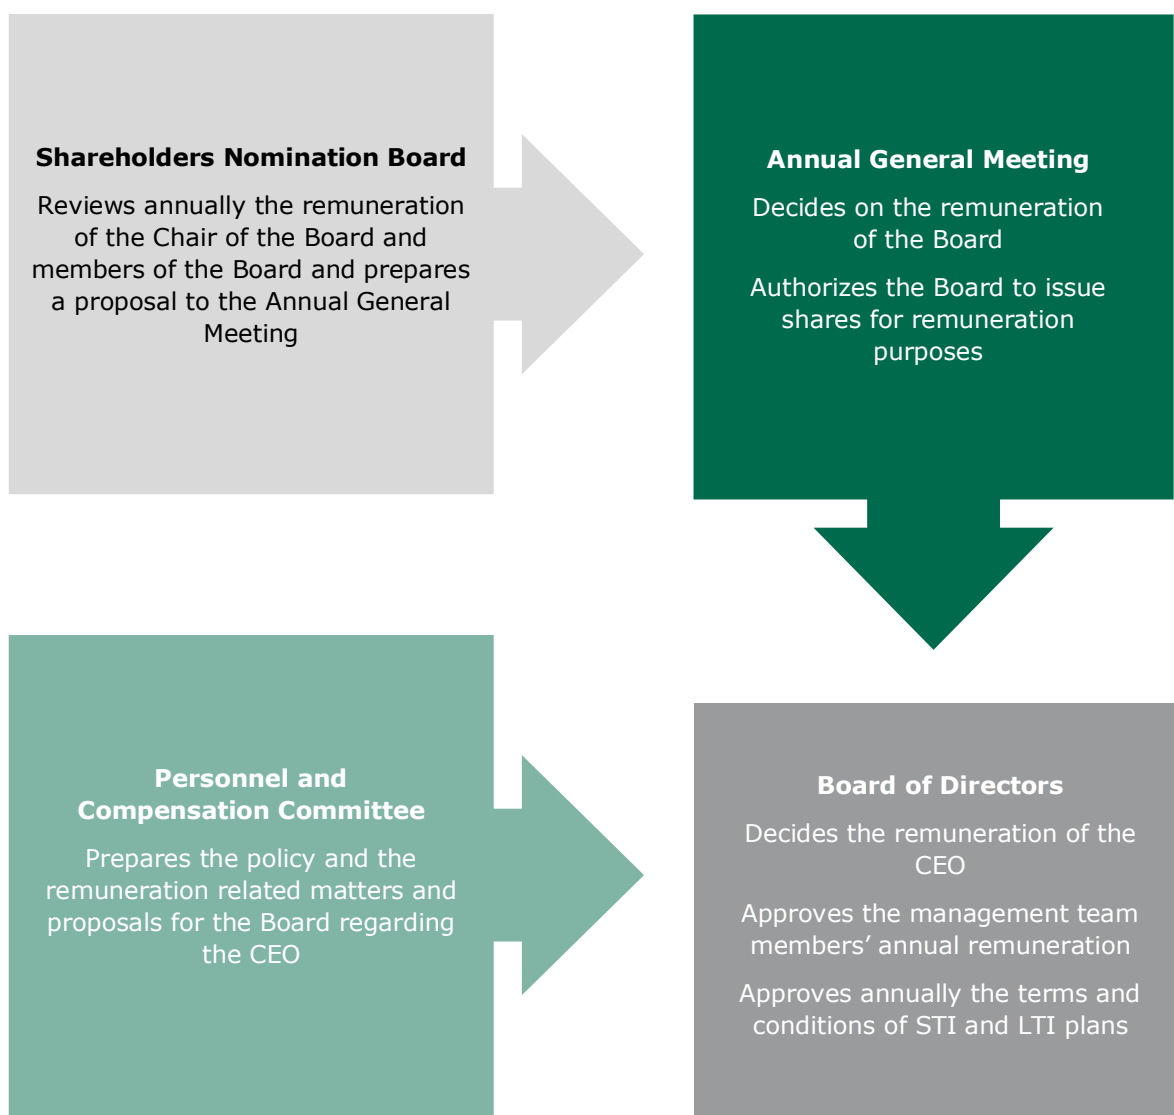 Shareholders Nomination Board
Reviews annually the remuneration
of the Chair of the Board and
members of the Board and prepares
a proposal to the Annual General
Meeting
Annual General Meeting
Decides on the remuneration
of the Board
Authorizes the Board to issue
shares for remuneration
purposes
Personnel and
Compensation Committee
Prepares the policy and the
remuneration related matters and
proposals for the Board regarding
the CEO
Board of Directors
Decides the remuneration of the
CEO
Approves the management team
members’ annual remuneration
Approves annually the terms and
conditions of STI and LTI plans